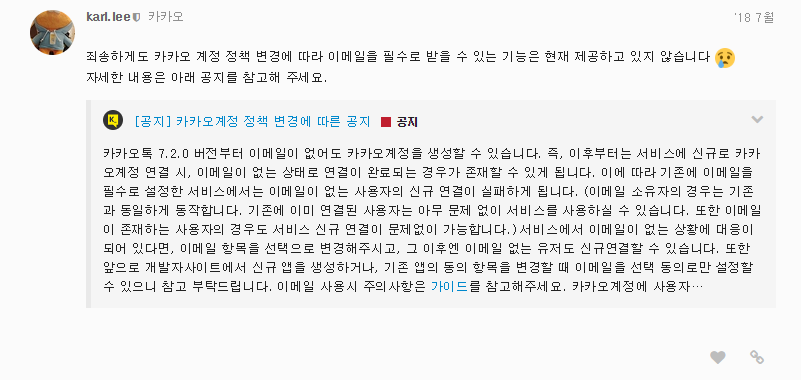 karl.lee 카카오
'18 7월
죄송하게도 카카오 계정 정책 변경에 따라 이메일을 필수로 받을 수 있는 기능은 현재 제공하고 있지 않습니다
자세한 내용은 아래 공지를 참고해 주세요.
[공지] 카카오계정 정책 변경에 따른 공지 공지
카카오톡 7.2.0 버전부터 이메일이 없어도 카카오계정을 생성할 수 있습니다. 즉, 이후부터는 서비스에 신규로 카카
오계정 연결 시, 이메일이 없는 상태로 연결이 완료되는 경우가 존재할 수 있게 됩니다. 이에 따라 기존에 이메일을
필수로 설정한 서비스에서는 이메일이 없는 사용자의 신규 연결이 실패하게 됩니다. (이메일 소유자의 경우는 기존
과 동일하게 동작합니다. 기존에 이미 연결된 사용자는 아무 문제 없이 서비스를 사용하실 수 있습니다. 또한 이메일
이 존재하는 사용자의 경우도 서비스 신규 연결이 문제없이 가능합니다.) 서비스에서 이메일이 없는 상황에 대응이
되어 있다면, 이메일 항목을 선택으로 변경해주시고, 그 이후엔 이메일 없는 유저도 신규연결할 수 있습니다. 또한
앞으로 개발자사이트에서 신규 앱을 생성하거나, 기존 앱의 동의 항목을 변경할 때 이메일을 선택 동의로만 설정할
수 있으니 참고 부탁드립니다. 이메일 사용시 주의사항은 가이드를 참고해주세요. 카카오계정에 사용자…